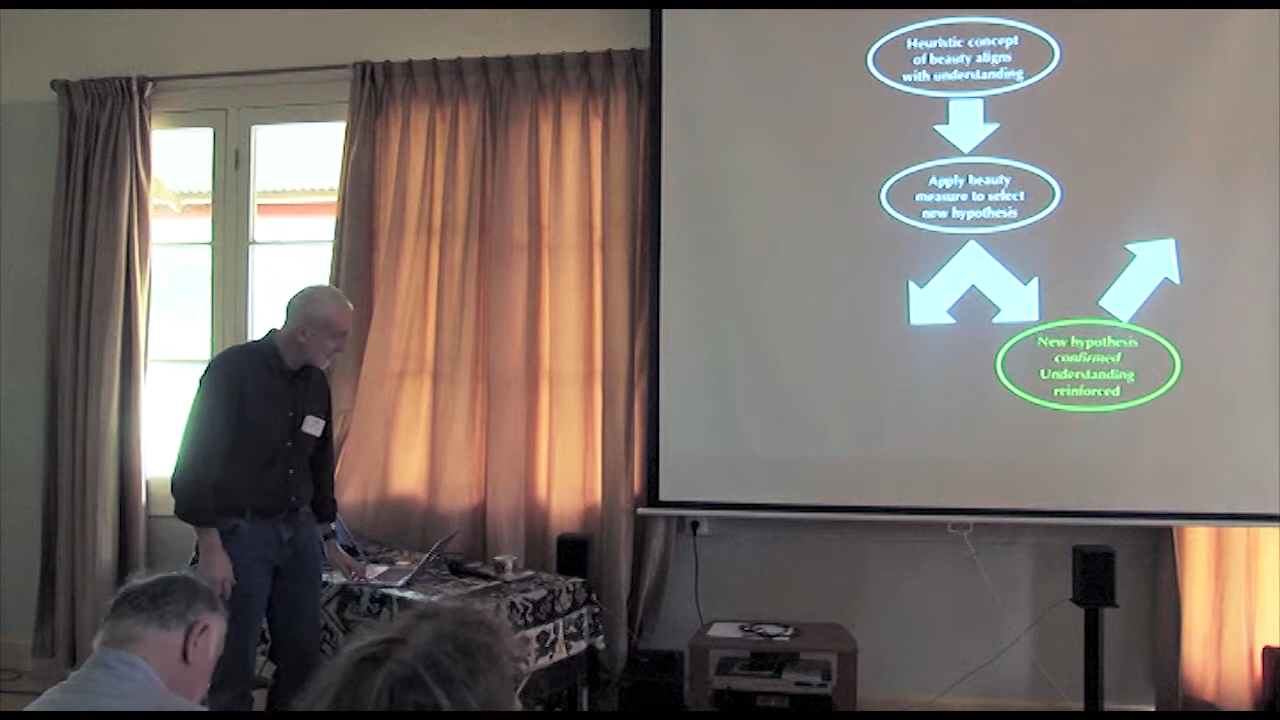 Heuristic concept
of beauty aligns
with understanding
Apply beauty
measure to select
new hypothesis
New hypothesis
confirmed
Understanding
reinforced